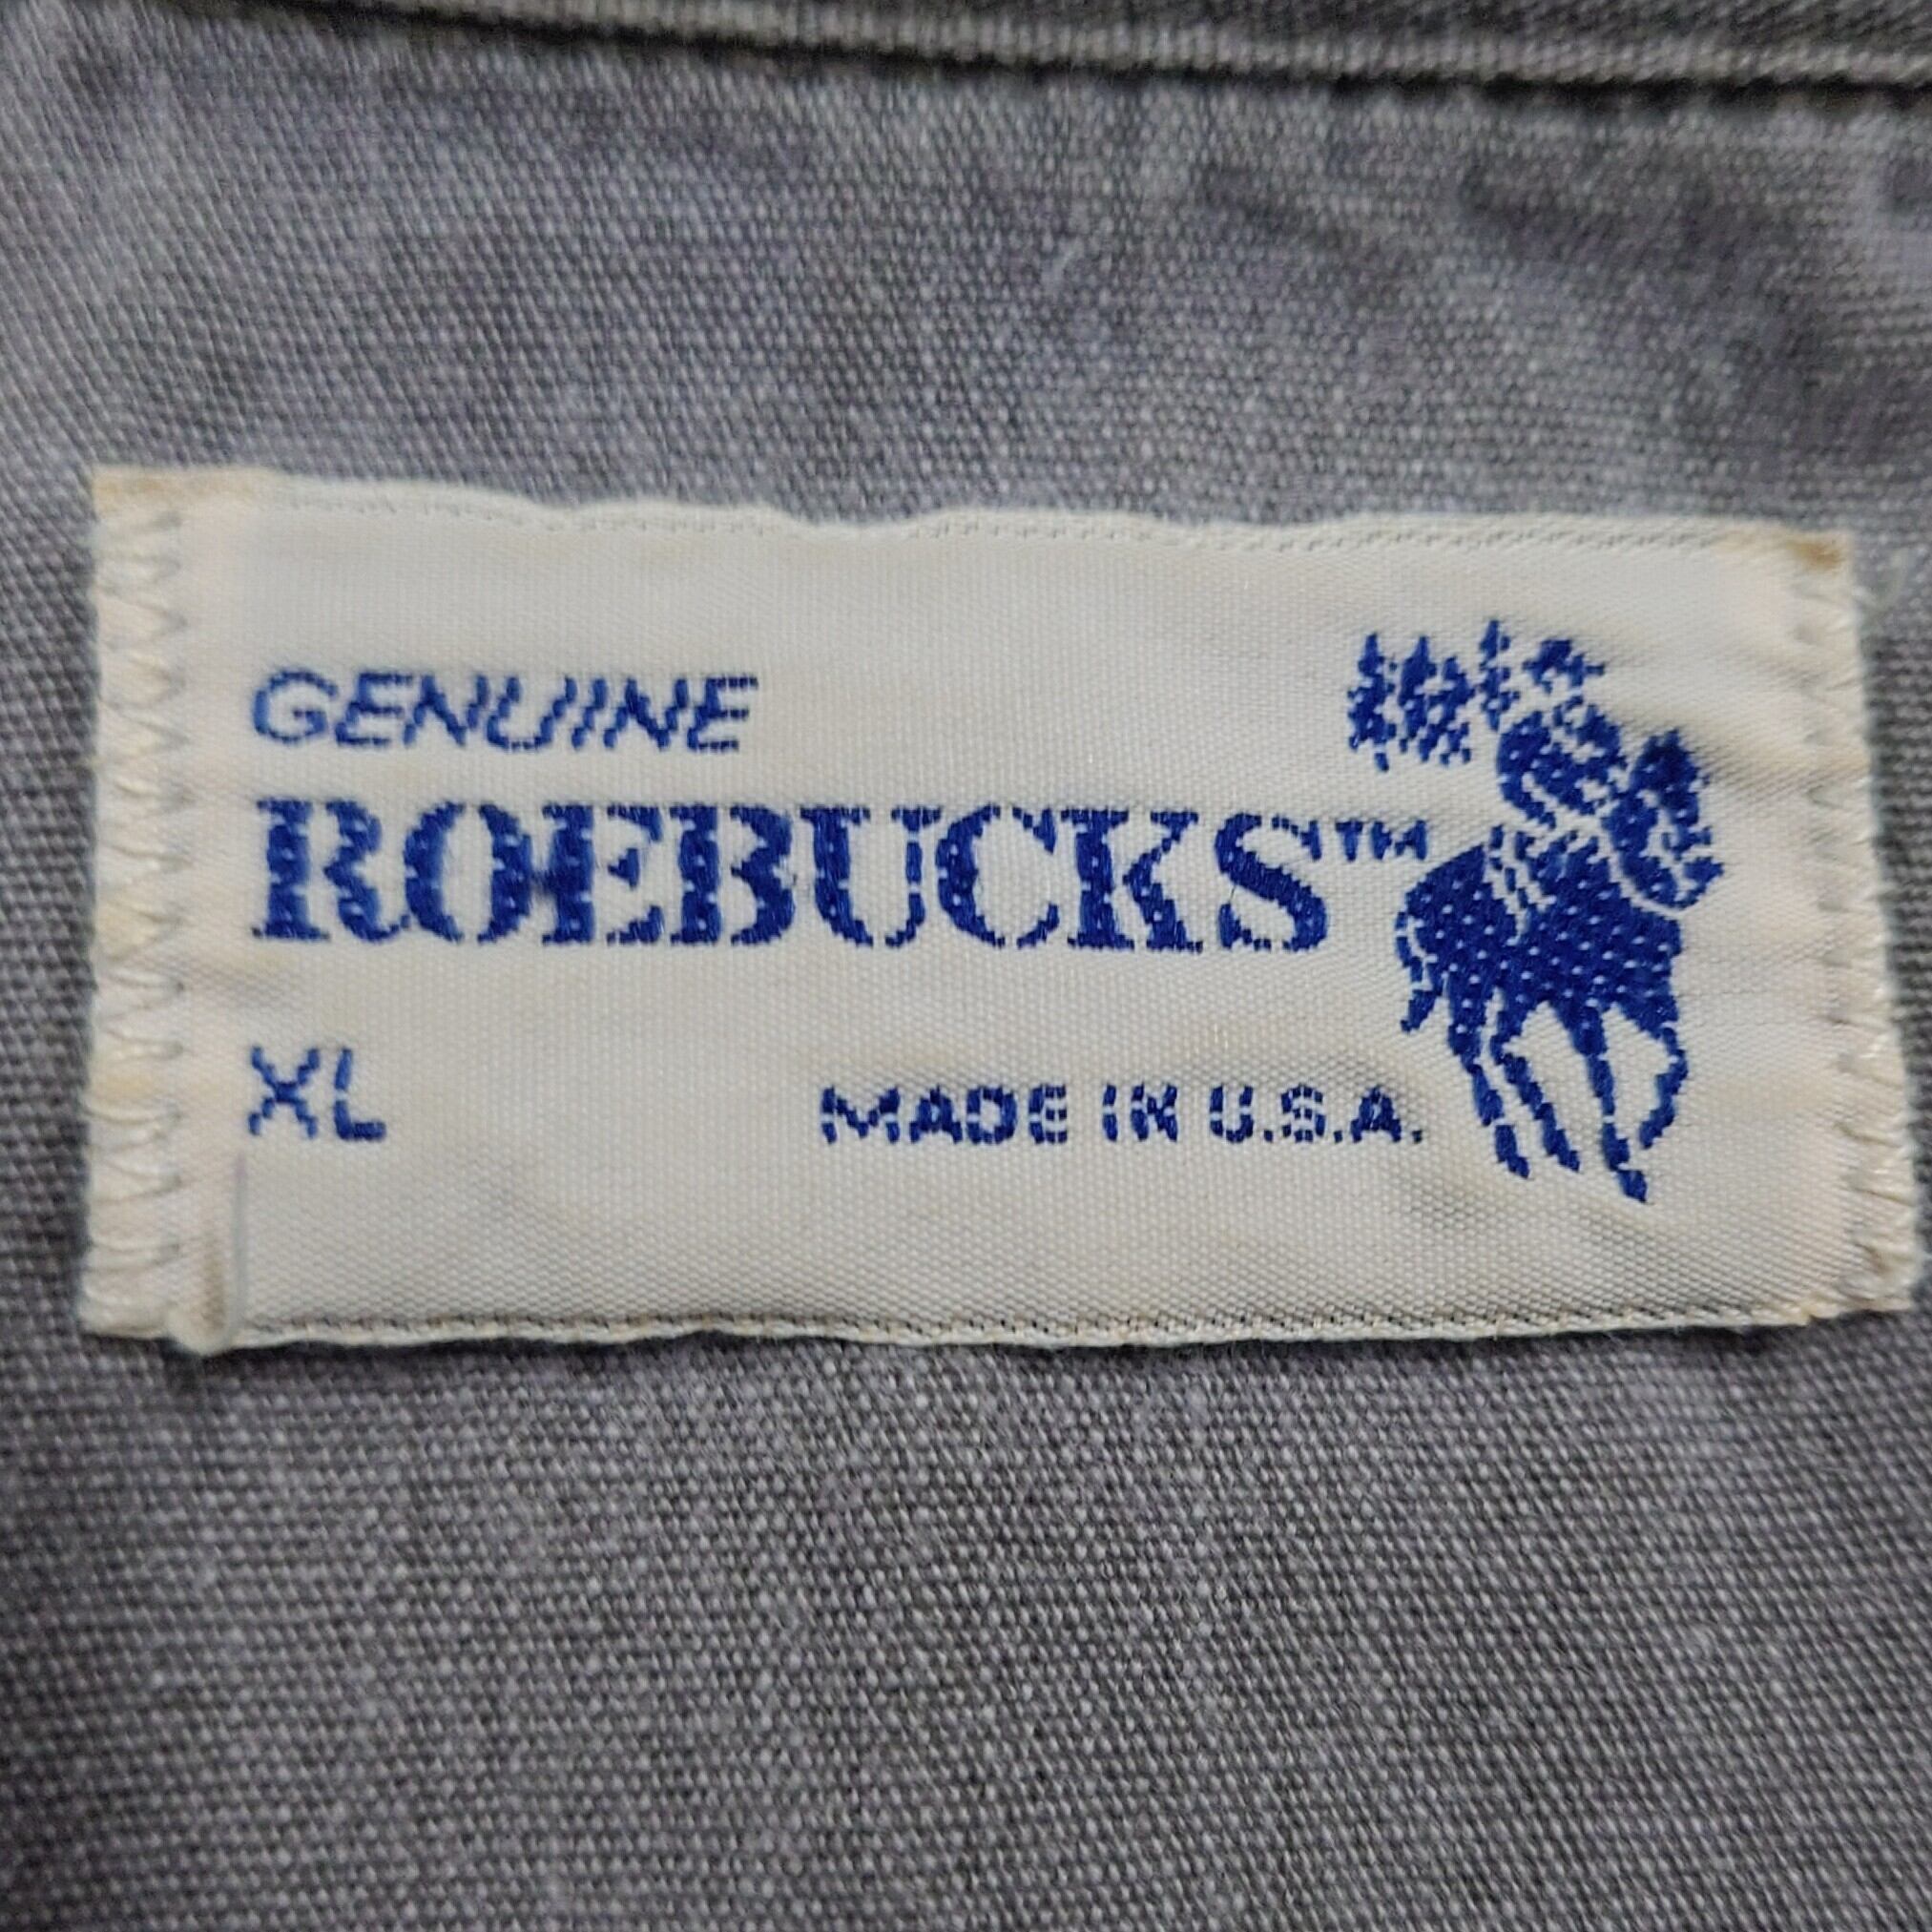 GENUINE
ROEBUCKS™
XL
MADE IN U.S.A.